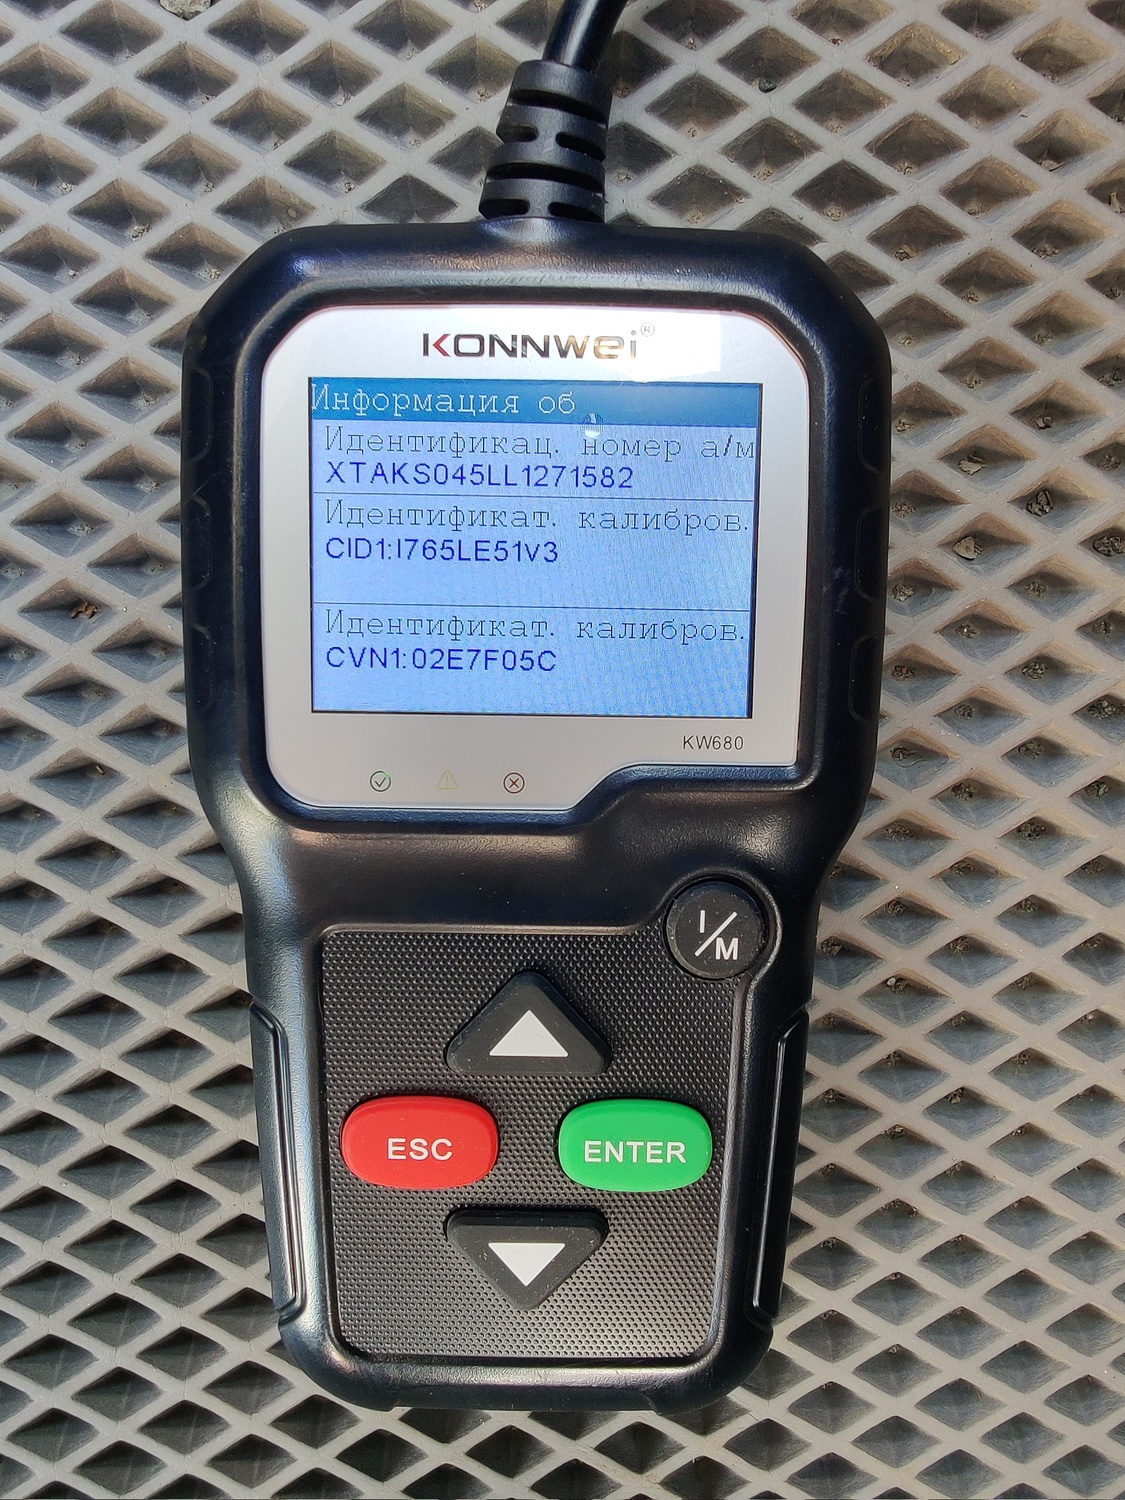 KONNWEI®
Информация об
Идентификац. номер а/м
XTAKS045LL1271582
Идентификат. калибров.
CID1:I765LE51V3
Идентификат. калибров.
CVN1:02E7F05C
KW680
I/M
ESC
ENTER